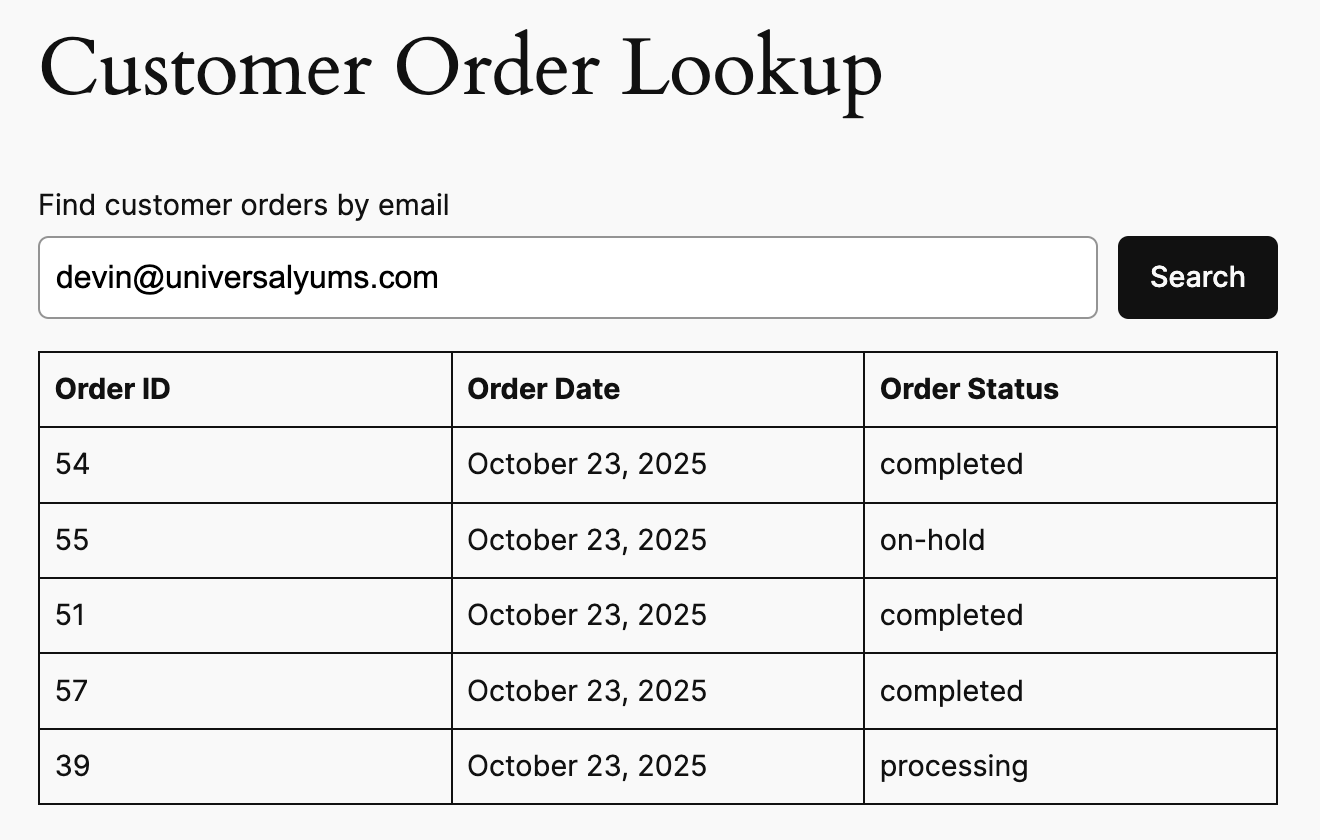 Customer Order Lookup
Find customer orders by email
devin@universalyums.com
Search
Order ID Order Date Order Status
54 October 23, 2025 completed
55 October 23, 2025 on-hold
51 October 23, 2025 completed
57 October 23, 2025 completed
39 October 23, 2025 processing